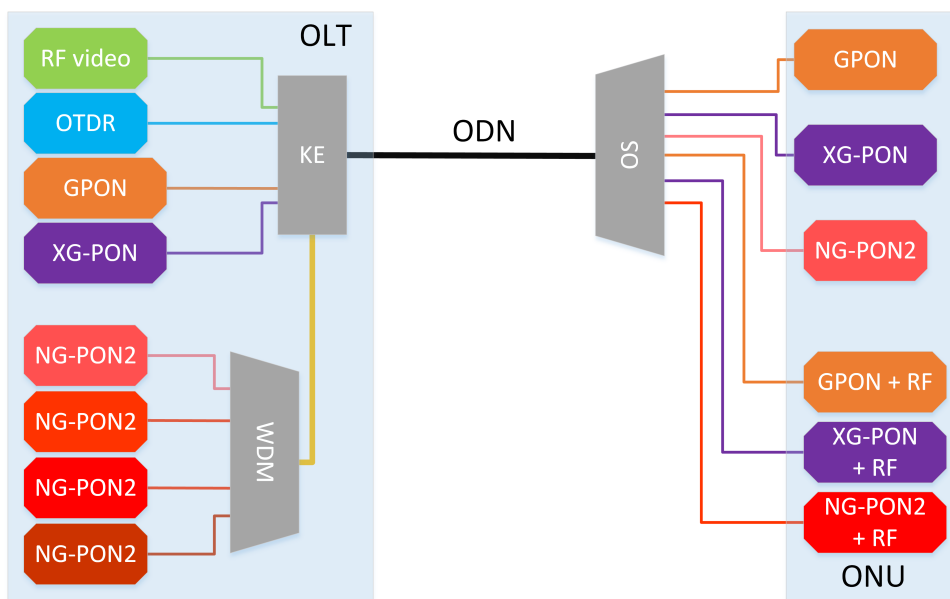 OLT
RF video
OTDR
GPON
XG-PON
KE
NG-PON2
NG-PON2
NG-PON2
NG-PON2
WDM
ODN
SO
GPON
XG-PON
NG-PON2
GPON + RF
XG-PON
+ RF
NG-PON2
+ RF
ONU